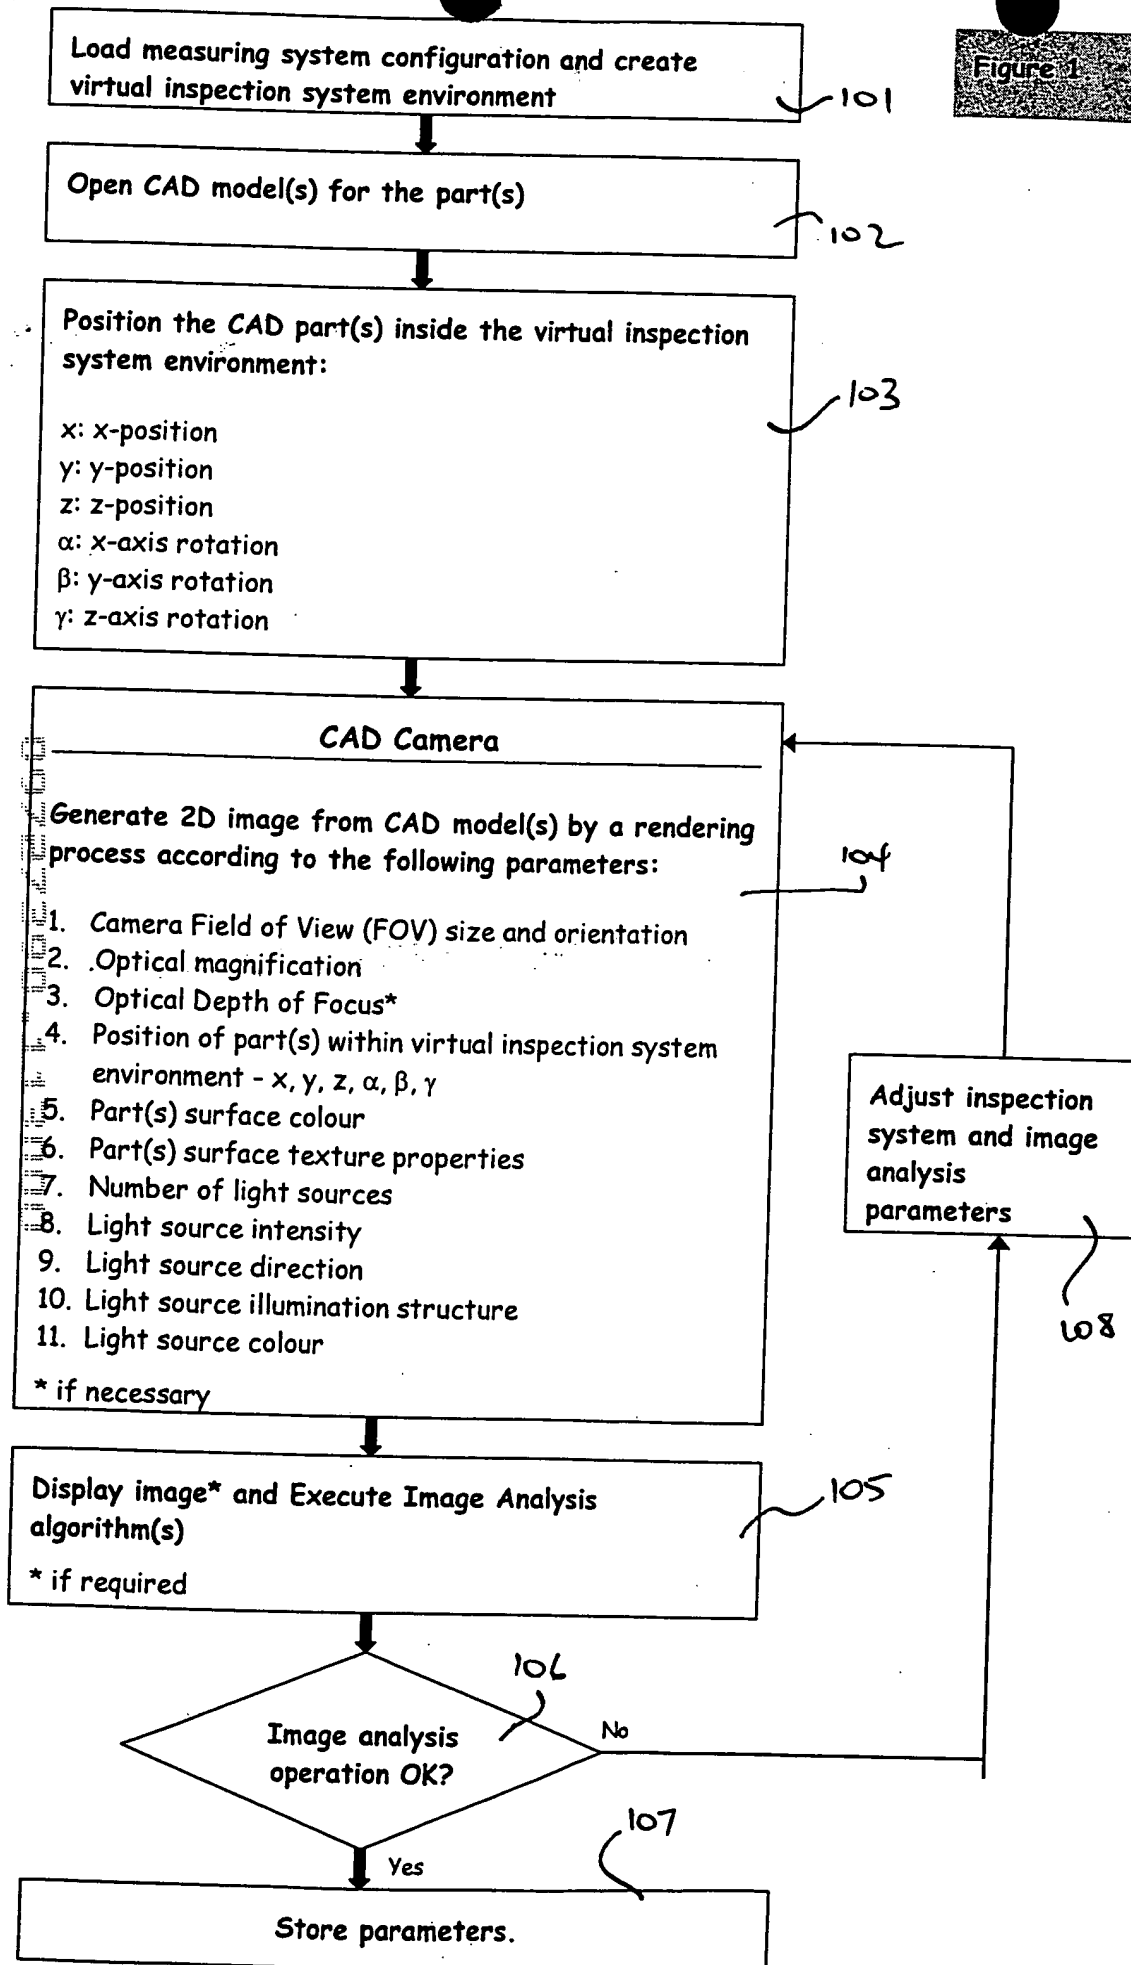 Figure 1
Load measuring system configuration and create
virtual inspection system environment
101
Open CAD model(s) for the part(s)
102
Position the CAD part(s) inside the virtual inspection
system environment:
103
x: x-position
y: y-position
z: z-position
α: x-axis rotation
β: y-axis rotation
γ: z-axis rotation
CAD Camera
Generate 2D image from CAD model(s) by a rendering
process according to the following parameters:
104
1. Camera Field of View (FOV) size and orientation
2. Optical magnification
3. Optical Depth of Focus*
4. Position of part(s) within virtual inspection system
environment - x, y, z, α, β, γ
5. Part(s) surface colour
6. Part(s) surface texture properties
7. Number of light sources
8. Light source intensity
9. Light source direction
10. Light source illumination structure
11. Light source colour
* if necessary
Adjust inspection
system and image
analysis
parameters
108
Display image* and Execute Image Analysis
algorithm(s)
* if required
105
106
Image analysis
operation OK?
No
Yes
107
Store parameters.